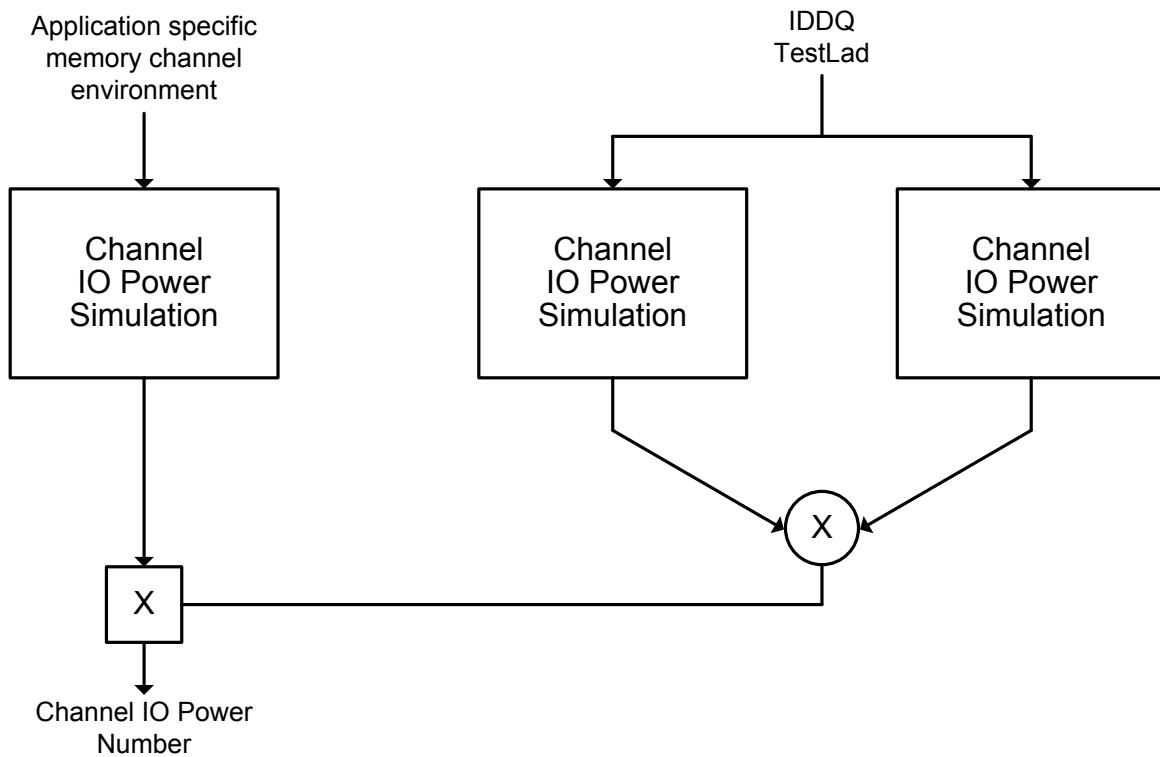 Application specific
memory channel
environment
IDDQ
TestLad
Channel
IO Power
Simulation
Channel
IO Power
Simulation
Channel
IO Power
Simulation
X
X
Channel IO Power
Number